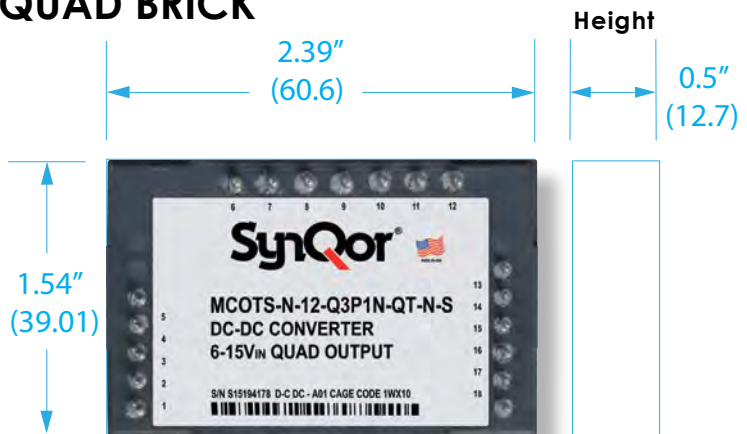 QUAD BRICK
Height
2.39”
(60.6)
0.5”
(12.7)
1.54”
(39.01)
6 7 8 9 10 11 12
SynQor®
MCOTS-N-12-Q3P1N-QT-N-S
DC-DC CONVERTER
6-15VIN QUAD OUTPUT
S/N S15194178 D-C DC - A01 CAGE CODE 1WX10
5
4
3
2
1
13
14
15
16
17
18